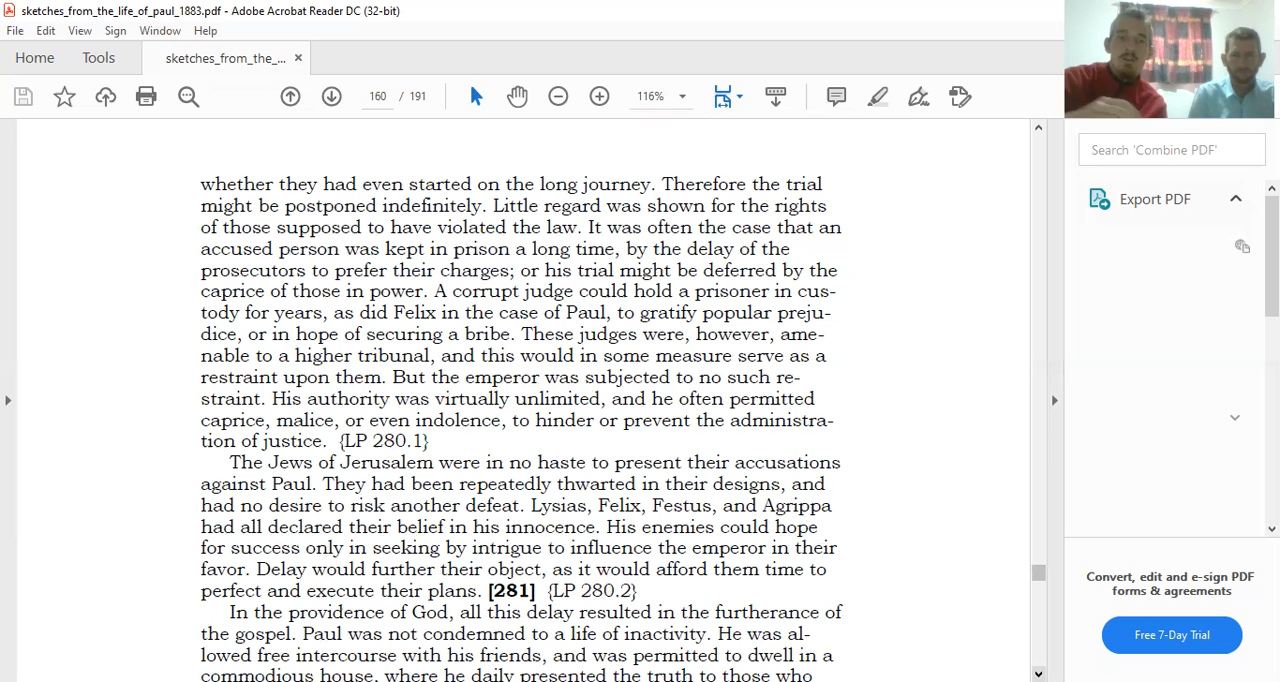 sketches_from_the_life_of_paul_1883.pdf - Adobe Acrobat Reader DC (32-bit)
File Edit View Sign Window Help
Home Tools sketches_from_the_... ×
160 / 191 116%
Search 'Combine PDF'
Export PDF
whether they had even started on the long journey. Therefore the trial
might be postponed indefinitely. Little regard was shown for the rights
of those supposed to have violated the law. It was often the case that an
accused person was kept in prison a long time, by the delay of the
prosecutors to prefer their charges; or his trial might be deferred by the
caprice of those in power. A corrupt judge could hold a prisoner in cus-
tody for years, as did Felix in the case of Paul, to gratify popular preju-
dice, or in hope of securing a bribe. These judges were, however, ame-
nable to a higher tribunal, and this would in some measure serve as a
restraint upon them. But the emperor was subjected to no such re-
straint. His authority was virtually unlimited, and he often permitted
caprice, malice, or even indolence, to hinder or prevent the administra-
tion of justice. {LP 280.1}
The Jews of Jerusalem were in no haste to present their accusations
against Paul. They had been repeatedly thwarted in their designs, and
had no desire to risk another defeat. Lysias, Felix, Festus, and Agrippa
had all declared their belief in his innocence. His enemies could hope
for success only in seeking by intrigue to influence the emperor in their
favor. Delay would further their object, as it would afford them time to
perfect and execute their plans. [281] {LP 280.2}
In the providence of God, all this delay resulted in the furtherance of
the gospel. Paul was not condemned to a life of inactivity. He was al-
lowed free intercourse with his friends, and was permitted to dwell in a
commodious house, where he daily presented the truth to those who
Convert, edit and e-sign PDF
forms & agreements
Free 7-Day Trial